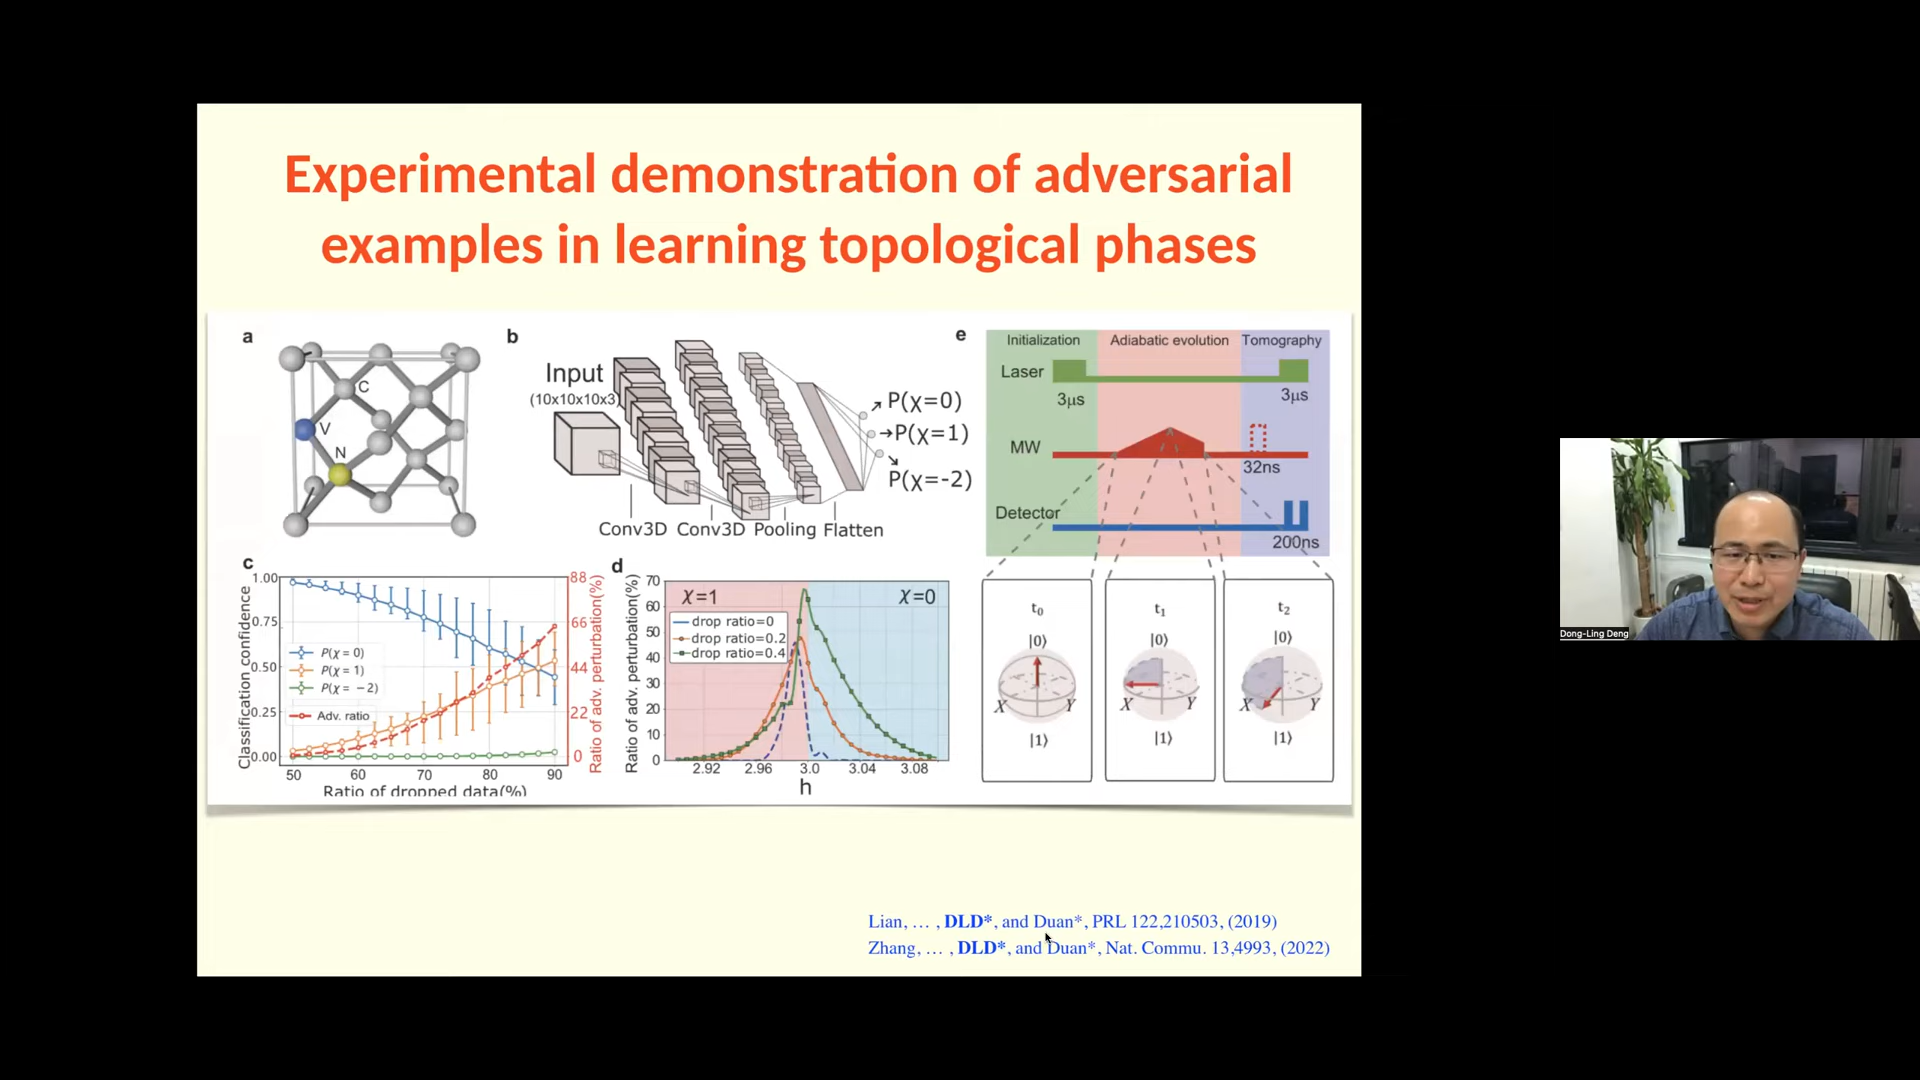 Experimental demonstration of adversarial
examples in learning topological phases
a
C
V
N
b
Input
(10x10x10x3)
P(χ=0)
P(χ=1)
P(χ=-2)
Conv3D Conv3D Pooling Flatten
c
Classification confidence
1.00
0.75
0.50
0.25
0.00
P(χ = 0)
P(χ = 1)
P(χ = −2)
Adv. ratio
88
66
44
22
0
Ratio of adv. perturbation(%)
50 60 70 80 90
Ratio of dropped data(%)
d
Ratio of adv. perturbation(%)
70
60
50
40
30
20
10
0
χ=1
χ=0
drop ratio=0
drop ratio=0.2
drop ratio=0.4
2.92 2.96 3.0 3.04 3.08
h
e
Initialization Adiabatic evolution Tomography
Laser
3μs
3μs
MW
32ns
Detector
200ns
t₀
|0⟩
X
Y
|1⟩
t₁
|0⟩
X
Y
|1⟩
t₂
|0⟩
X
Y
|1⟩
Lian, … , DLD*, and Duan*, PRL 122,210503, (2019)
Zhang, … , DLD*, and Duan*, Nat. Commu. 13,4993, (2022)
Dong-Ling Deng